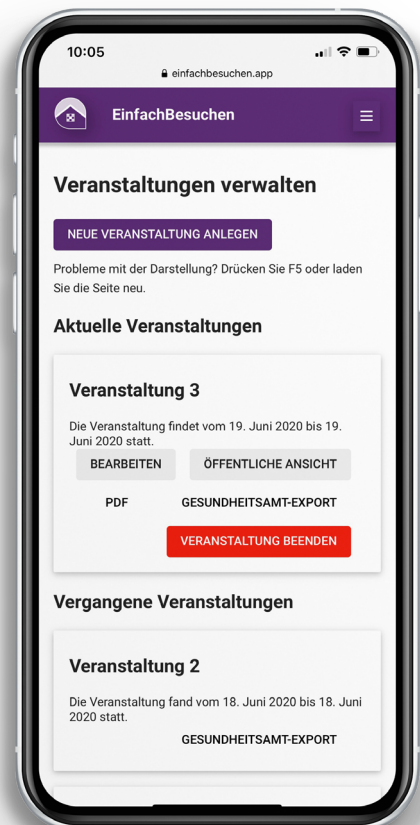 10:05
einfachbesuchen.app
EinfachBesuchen
Veranstaltungen verwalten
NEUE VERANSTALTUNG ANLEGEN
Probleme mit der Darstellung? Drücken Sie F5 oder laden
Sie die Seite neu.
Aktuelle Veranstaltungen
Veranstaltung 3
Die Veranstaltung findet vom 19. Juni 2020 bis 19.
Juni 2020 statt.
BEARBEITEN ÖFFENTLICHE ANSICHT
PDF GESUNDHEITSAMT-EXPORT
VERANSTALTUNG BEENDEN
Vergangene Veranstaltungen
Veranstaltung 2
Die Veranstaltung fand vom 18. Juni 2020 bis 18. Juni
2020 statt.
GESUNDHEITSAMT-EXPORT